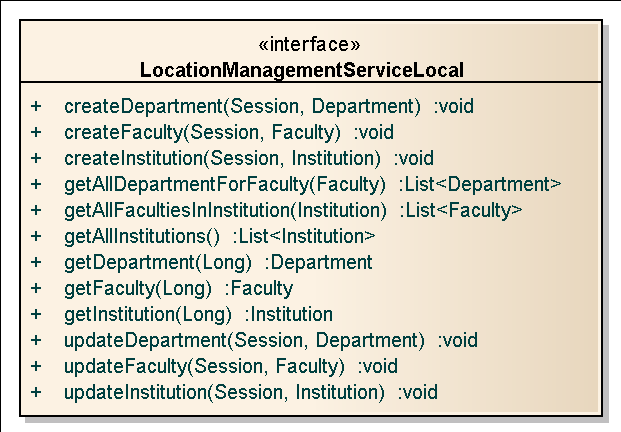 «interface»
LocationManagementServiceLocal
+ createDepartment(Session, Department) :void
+ createFaculty(Session, Faculty) :void
+ createInstitution(Session, Institution) :void
+ getAllDepartmentForFaculty(Faculty) :List<Department>
+ getAllFacultiesInInstitution(Institution) :List<Faculty>
+ getAllInstitutions() :List<Institution>
+ getDepartment(Long) :Department
+ getFaculty(Long) :Faculty
+ getInstitution(Long) :Institution
+ updateDepartment(Session, Department) :void
+ updateFaculty(Session, Faculty) :void
+ updateInstitution(Session, Institution) :void